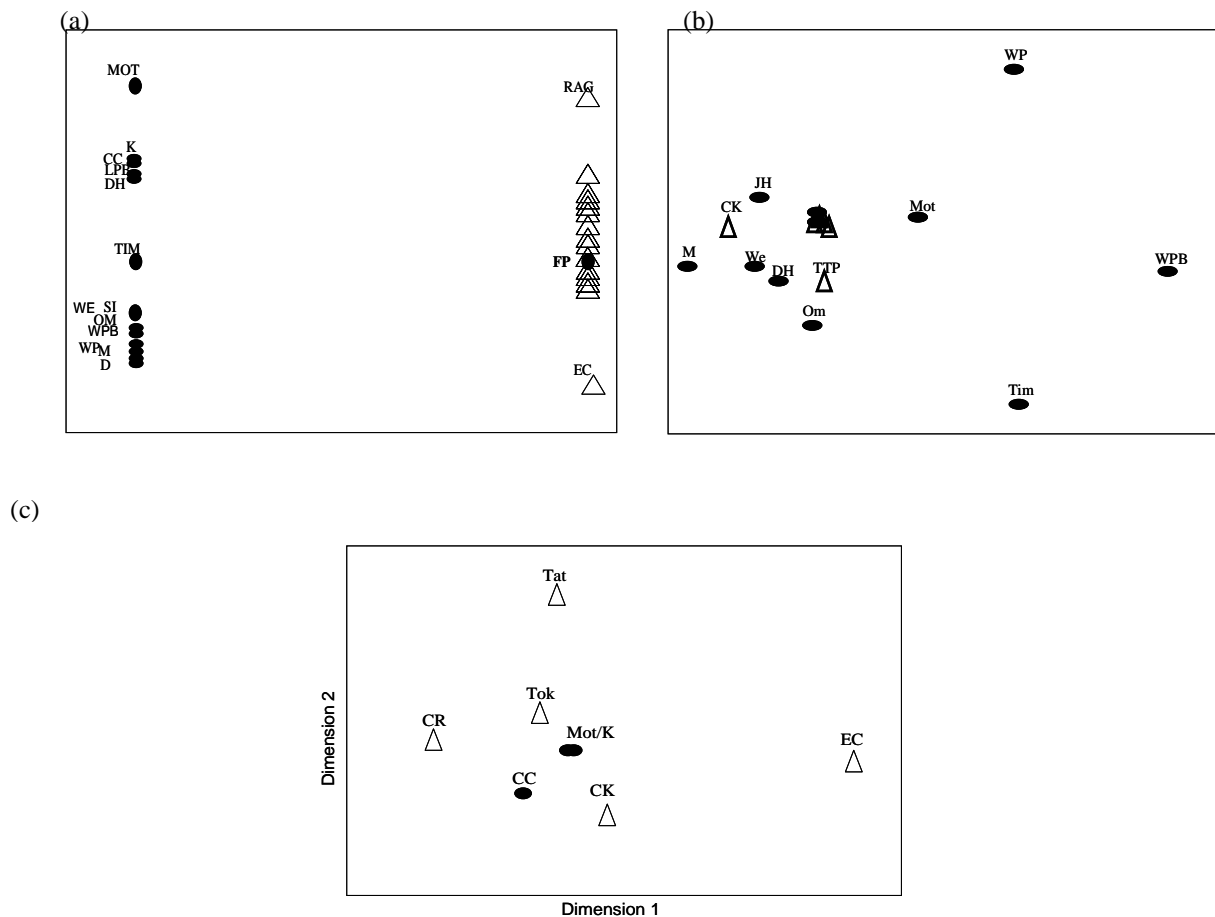 (a)
MOT
RAG
K
CC
LPB
DH
TIM
FP
WE SI
OM
WPB
WP M
D
EC
(b)
WP
JH
CK
Mot
M
We
DH
TTP
WPB
Om
Tim
(c)
Tat
Tok
CR
Mot/K
EC
CC
CK
Dimension 2
Dimension 1